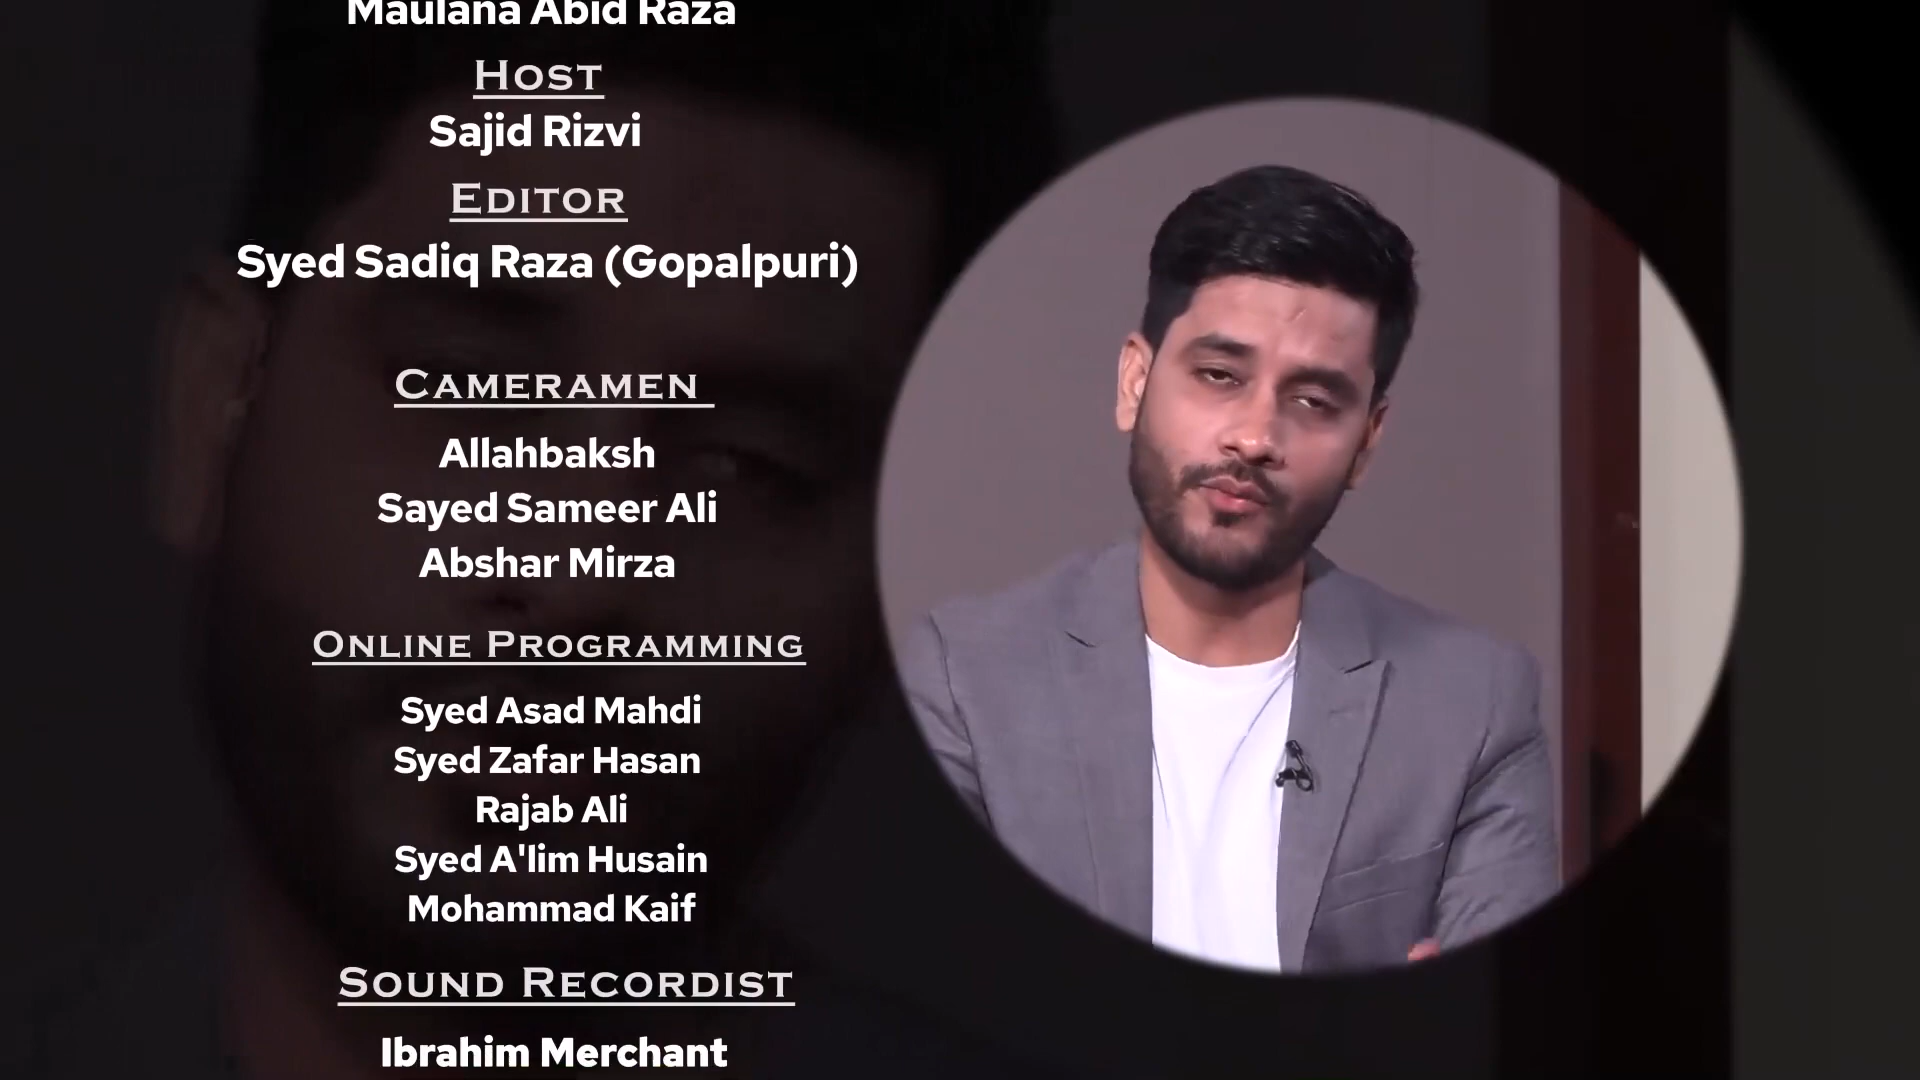 Maulana Abid Raza
HOST
Sajid Rizvi
EDITOR
Syed Sadiq Raza (Gopalpuri)
CAMERAMEN
Allahbaksh
Sayed Sameer Ali
Abshar Mirza
ONLINE PROGRAMMING
Syed Asad Mahdi
Syed Zafar Hasan
Rajab Ali
Syed A'lim Husain
Mohammad Kaif
SOUND RECORDIST
Ibrahim Merchant